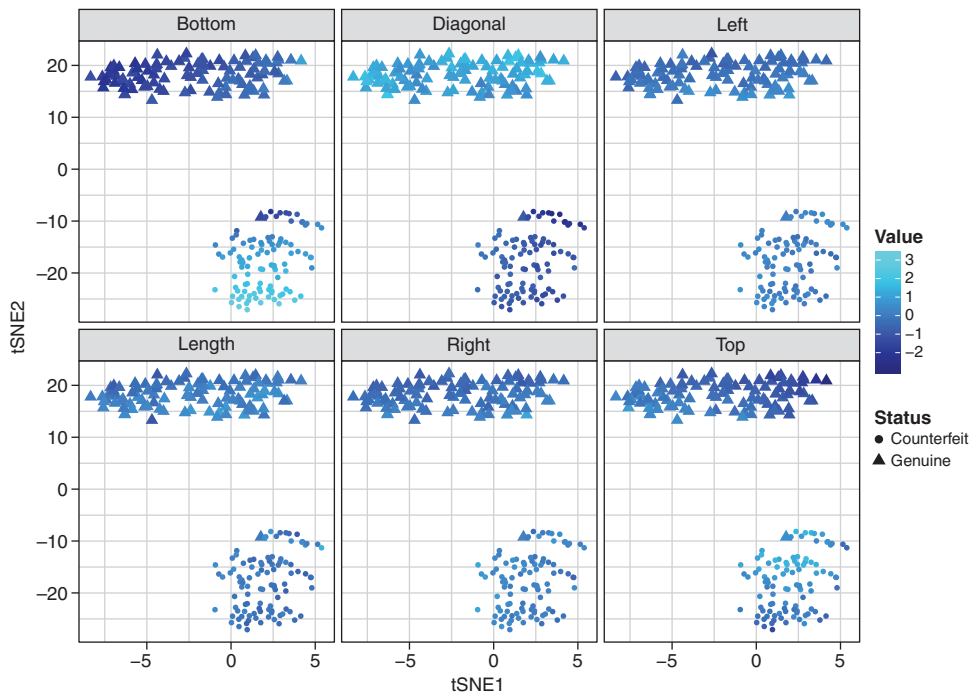 Bottom
Diagonal
Left
20
10
0
−10
−20
Length
Right
Top
20
10
0
−10
−20
−5
0
5
−5
0
5
−5
0
5
tSNE1
tSNE2
Value
3
2
1
0
−1
−2
Status
Counterfeit
Genuine